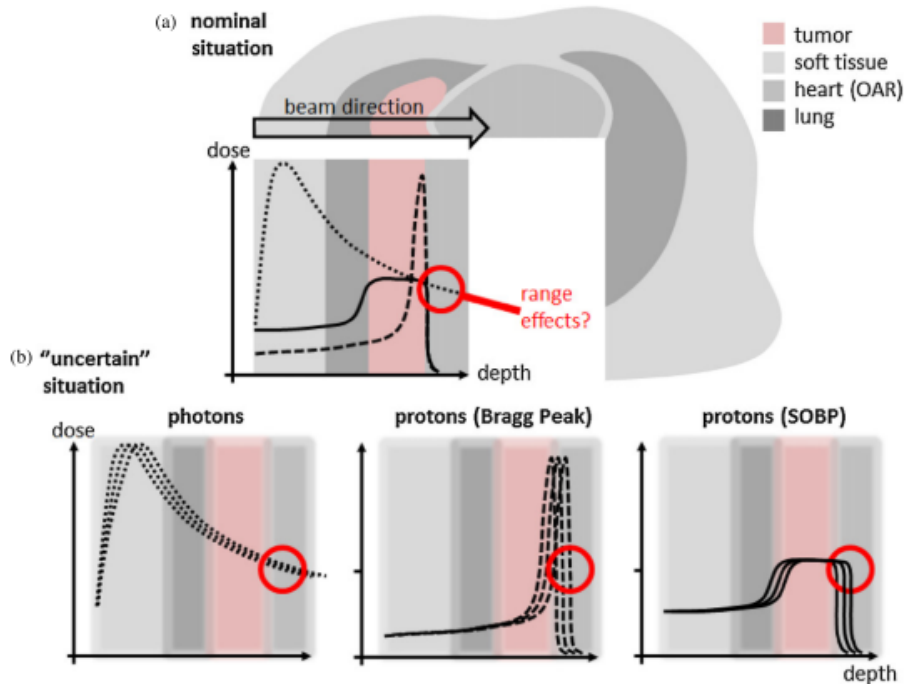 (a) nominal
situation
tumor
soft tissue
heart (OAR)
lung
beam direction
dose
range
effects?
depth
(b) "uncertain"
situation
photons
protons (Bragg Peak)
protons (SOBP)
dose
depth